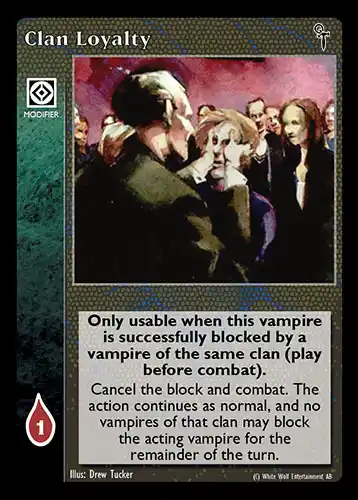 Clan Loyalty
MODIFIER
Only usable when this vampire
is successfully blocked by a
vampire of the same clan (play
before combat).
Cancel the block and combat. The
action continues as normal, and no
vampires of that clan may block
the acting vampire for the
remainder of the turn.
1
Illus: Drew Tucker
(C) White Wolf Entertainment AB